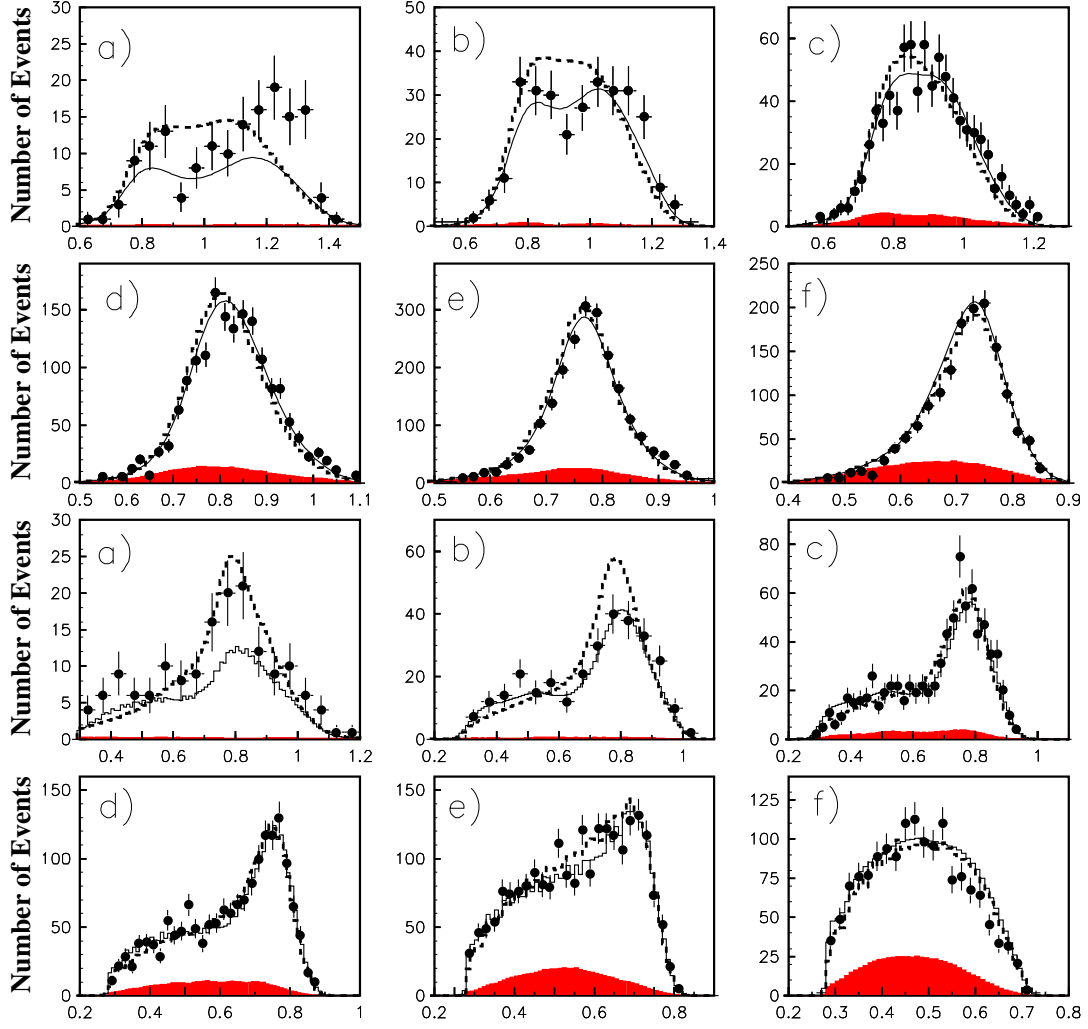 30 25 20 15 10 5 0
Number of Events
a)
0.6 0.8 1 1.2 1.4
50 40 30 20 10 0
b)
0.6 0.8 1 1.2 1.4
60 40 20 0
c)
0.6 0.8 1 1.2
150 100 50 0
Number of Events
d)
0.5 0.6 0.7 0.8 0.9 1 1.1
300 200 100 0
e)
0.5 0.6 0.7 0.8 0.9 1
250 200 150 100 50 0
f)
0.4 0.5 0.6 0.7 0.8 0.9
30 25 20 15 10 5 0
Number of Events
a)
0.4 0.6 0.8 1 1.2
60 40 20 0
b)
0.2 0.4 0.6 0.8 1
80 60 40 20 0
c)
0.2 0.4 0.6 0.8 1
150 100 50 0
Number of Events
d)
0.2 0.4 0.6 0.8 1
150 100 50 0
e)
0.2 0.4 0.6 0.8
125 100 75 50 25 0
f)
0.2 0.3 0.4 0.5 0.6 0.7 0.8